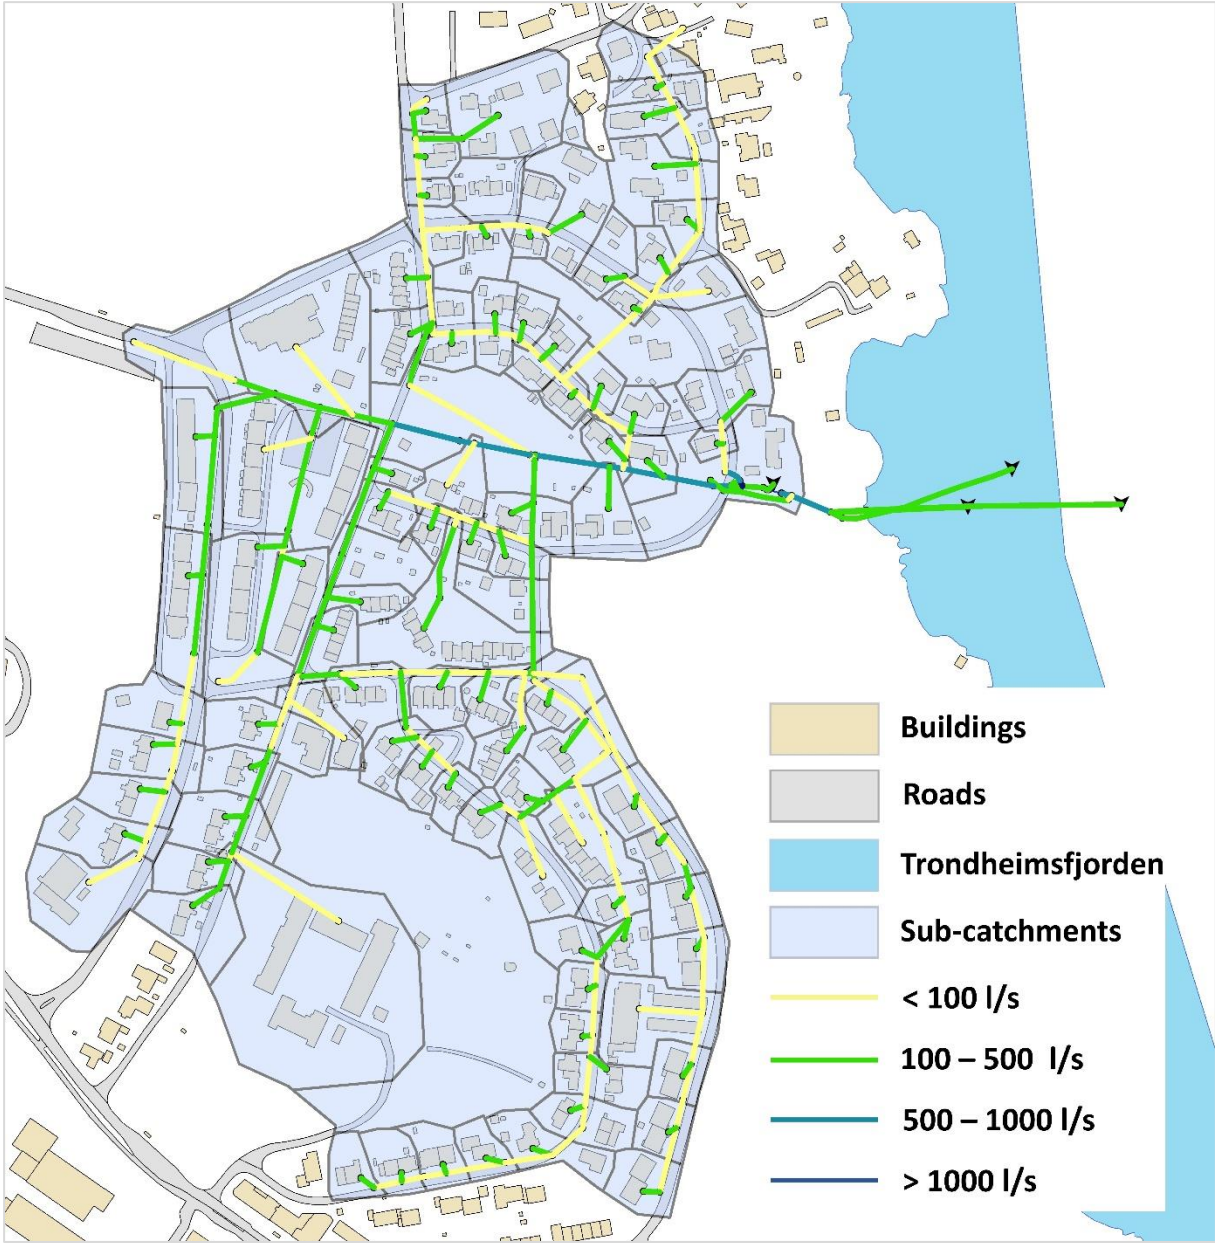 Buildings
Roads
Trondheimsfjorden
Sub-catchments
< 100 l/s
100 – 500 l/s
500 – 1000 l/s
> 1000 l/s